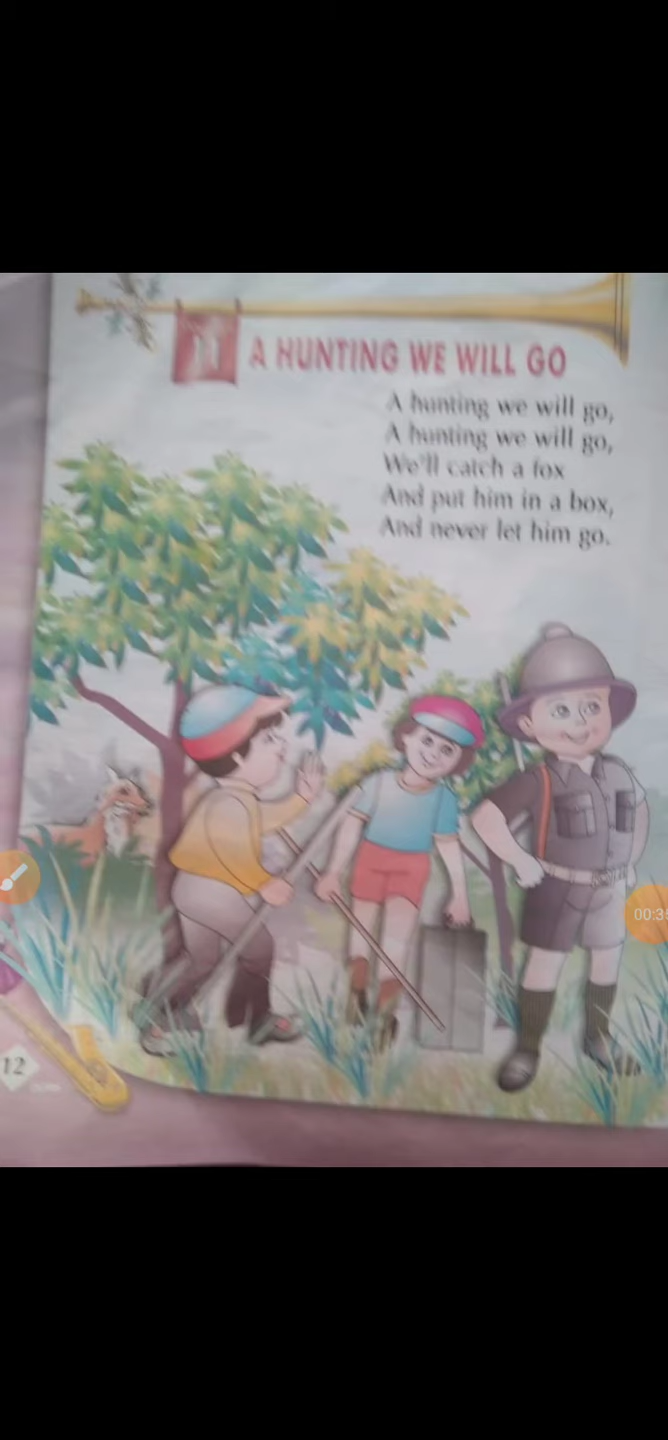 11
A HUNTING WE WILL GO
A hunting we will go,
A hunting we will go,
We'll catch a fox
And put him in a box,
And never let him go.
12